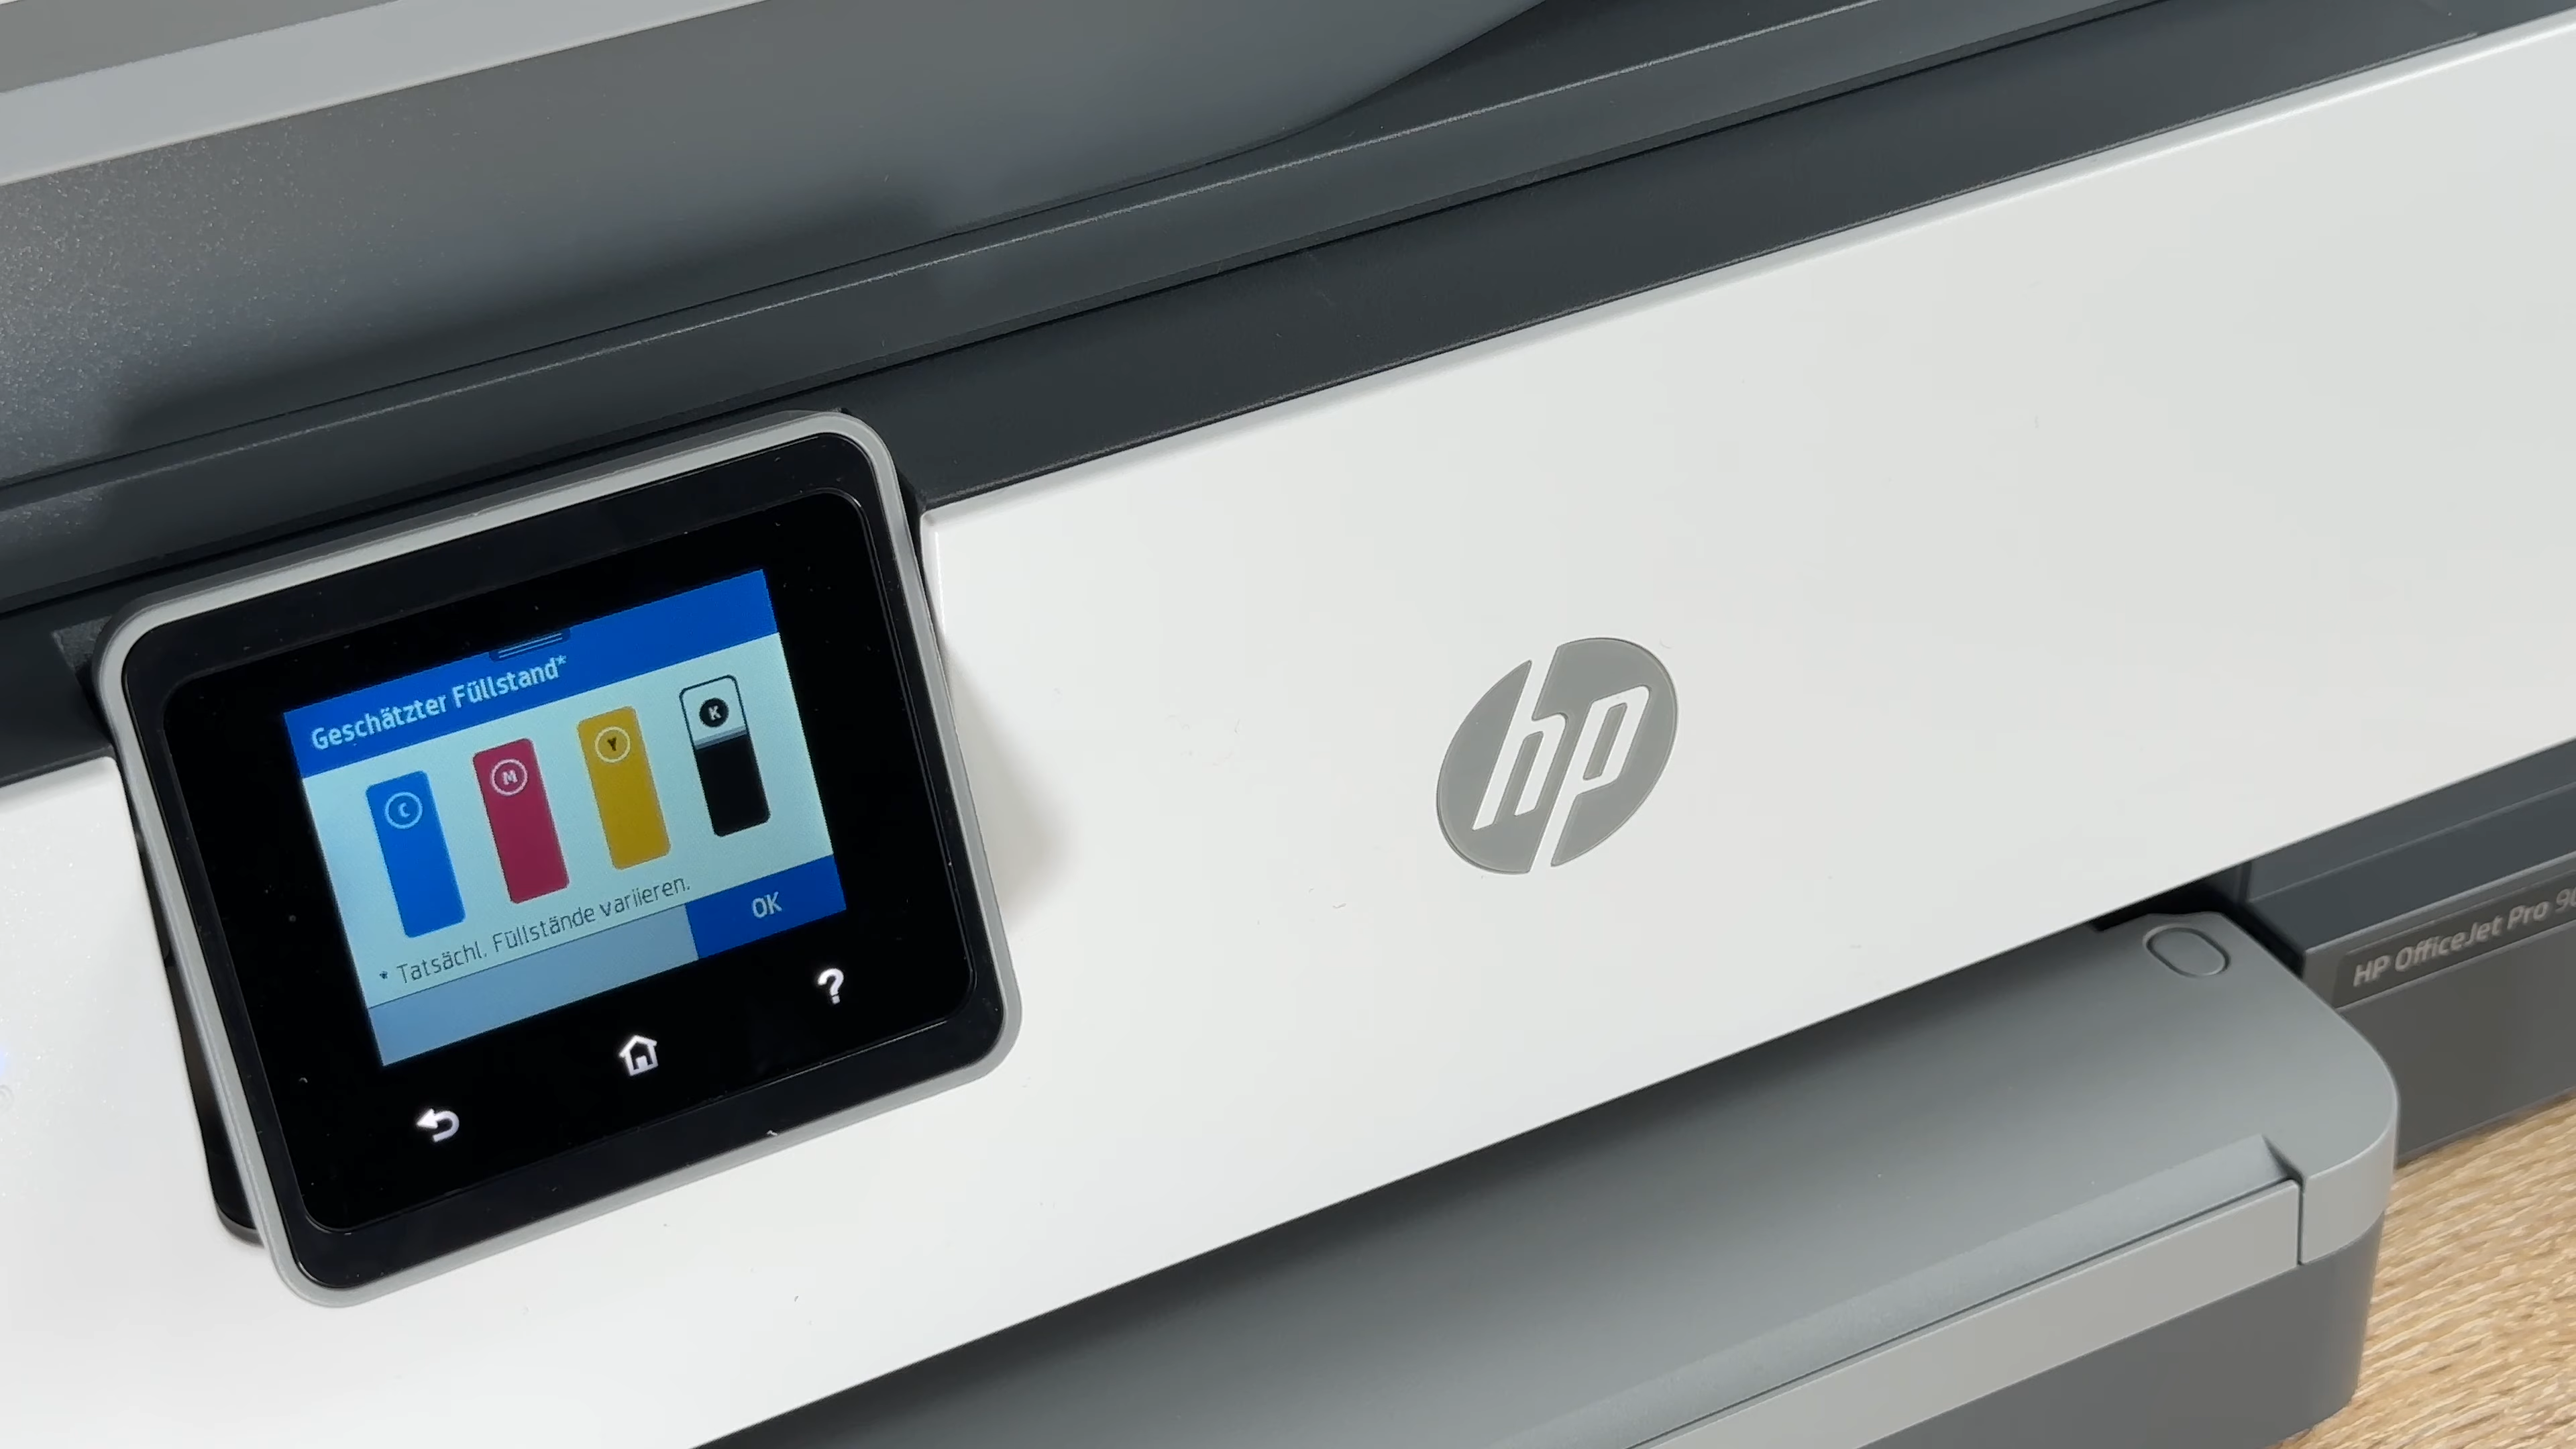 Geschätzter Füllstand*
C
M
Y
K
* Tatsächl. Füllstände variieren.
OK
?
hp
HP OfficeJet Pro